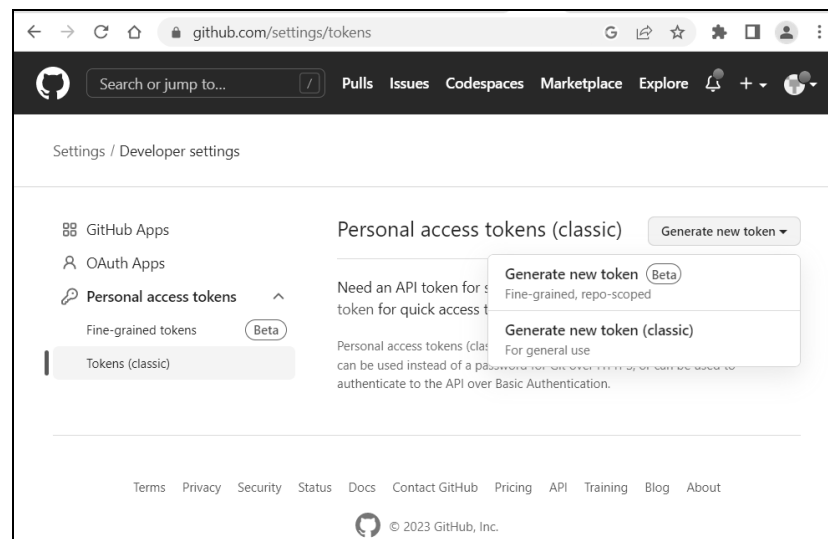 github.com/settings/tokens
Search or jump to... / Pulls Issues Codespaces Marketplace Explore
Settings / Developer settings
GitHub Apps
OAuth Apps
Personal access tokens
Fine-grained tokens Beta
Tokens (classic)
Personal access tokens (classic) Generate new token
Generate new token Beta
Fine-grained, repo-scoped
Generate new token (classic)
For general use
Need an API token for
token for quick access
Personal access tokens
can be used instead of a
authenticate to the API over Basic Authentication.
Terms Privacy Security Status Docs Contact GitHub Pricing API Training Blog About
© 2023 GitHub, Inc.